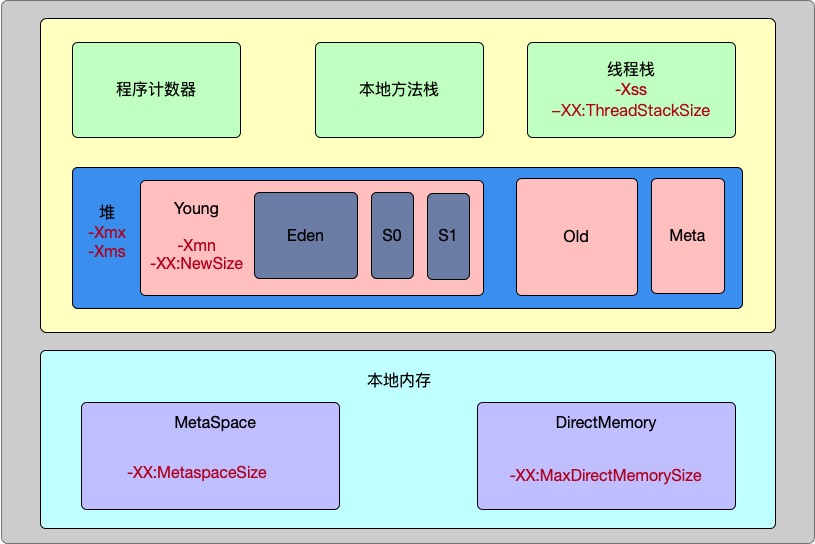 程序计数器
本地方法栈
线程栈
-Xss
–XX:ThreadStackSize
堆
-Xmx
-Xms
Young
-Xmn
-XX:NewSize
Eden
S0
S1
Old
Meta
本地内存
MetaSpace
-XX:MetaspaceSize
DirectMemory
-XX:MaxDirectMemorySize